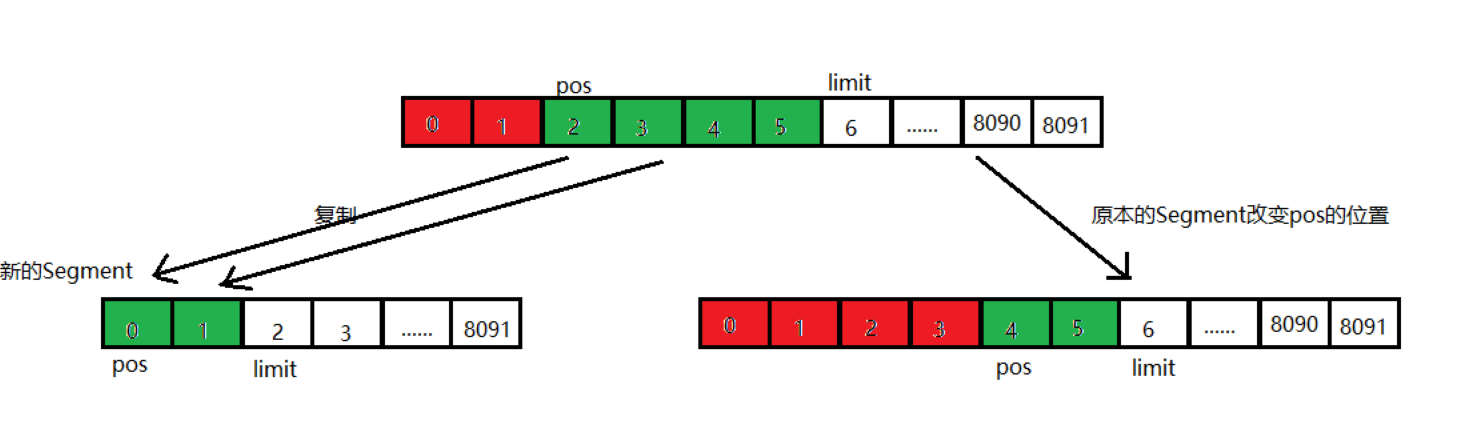 pos limit
0 1 2 3 4 5 6 ...... 8090 8091
复制
原本的Segment改变pos的位置
新的Segment
0 1 2 3 ...... 8091
pos limit
0 1 2 3 4 5 6 ...... 8090 8091
pos limit